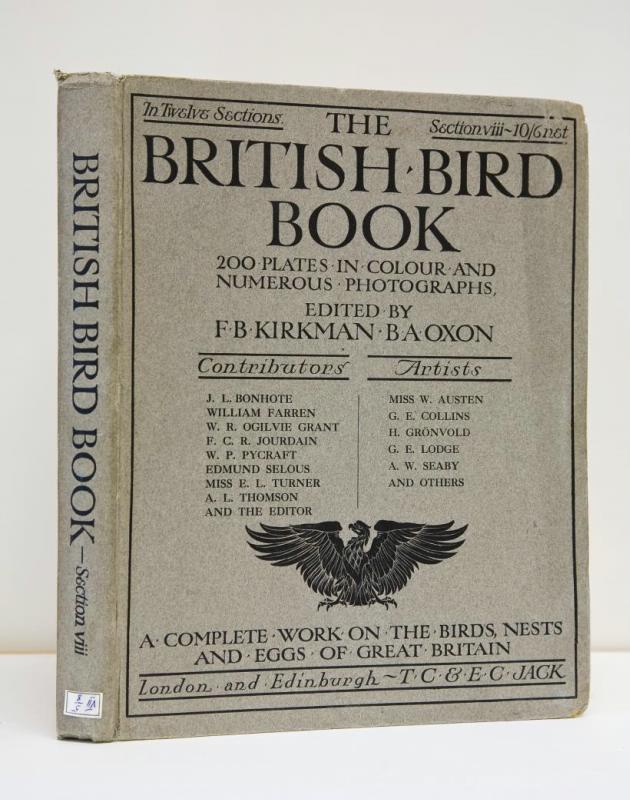 In Twelve Sections.
Section viii ~ 10/6 net
THE
BRITISH · BIRD
BOOK
200 · PLATES · IN · COLOUR · AND
NUMEROUS · PHOTOGRAPHS,
EDITED BY
F · B · KIRKMAN · B · A · OXON
Contributors
J. L. BONHOTE
WILLIAM FARREN
W. R. OGILVIE GRANT
F. C. R. JOURDAIN
W. P. PYCRAFT
EDMUND SELOUS
MISS E. L. TURNER
A. L. THOMSON
AND THE EDITOR
Artists
MISS W. AUSTEN
G. E. COLLINS
H. GRÖNVOLD
G. E. LODGE
A. W. SEABY
AND OTHERS
A · COMPLETE · WORK · ON · THE · BIRDS, NESTS
AND · EGGS · OF · GREAT · BRITAIN
London · and · Edinburgh ~ T · C · & · E · C · JACK
BRITISH BIRD BOOK — Section viii